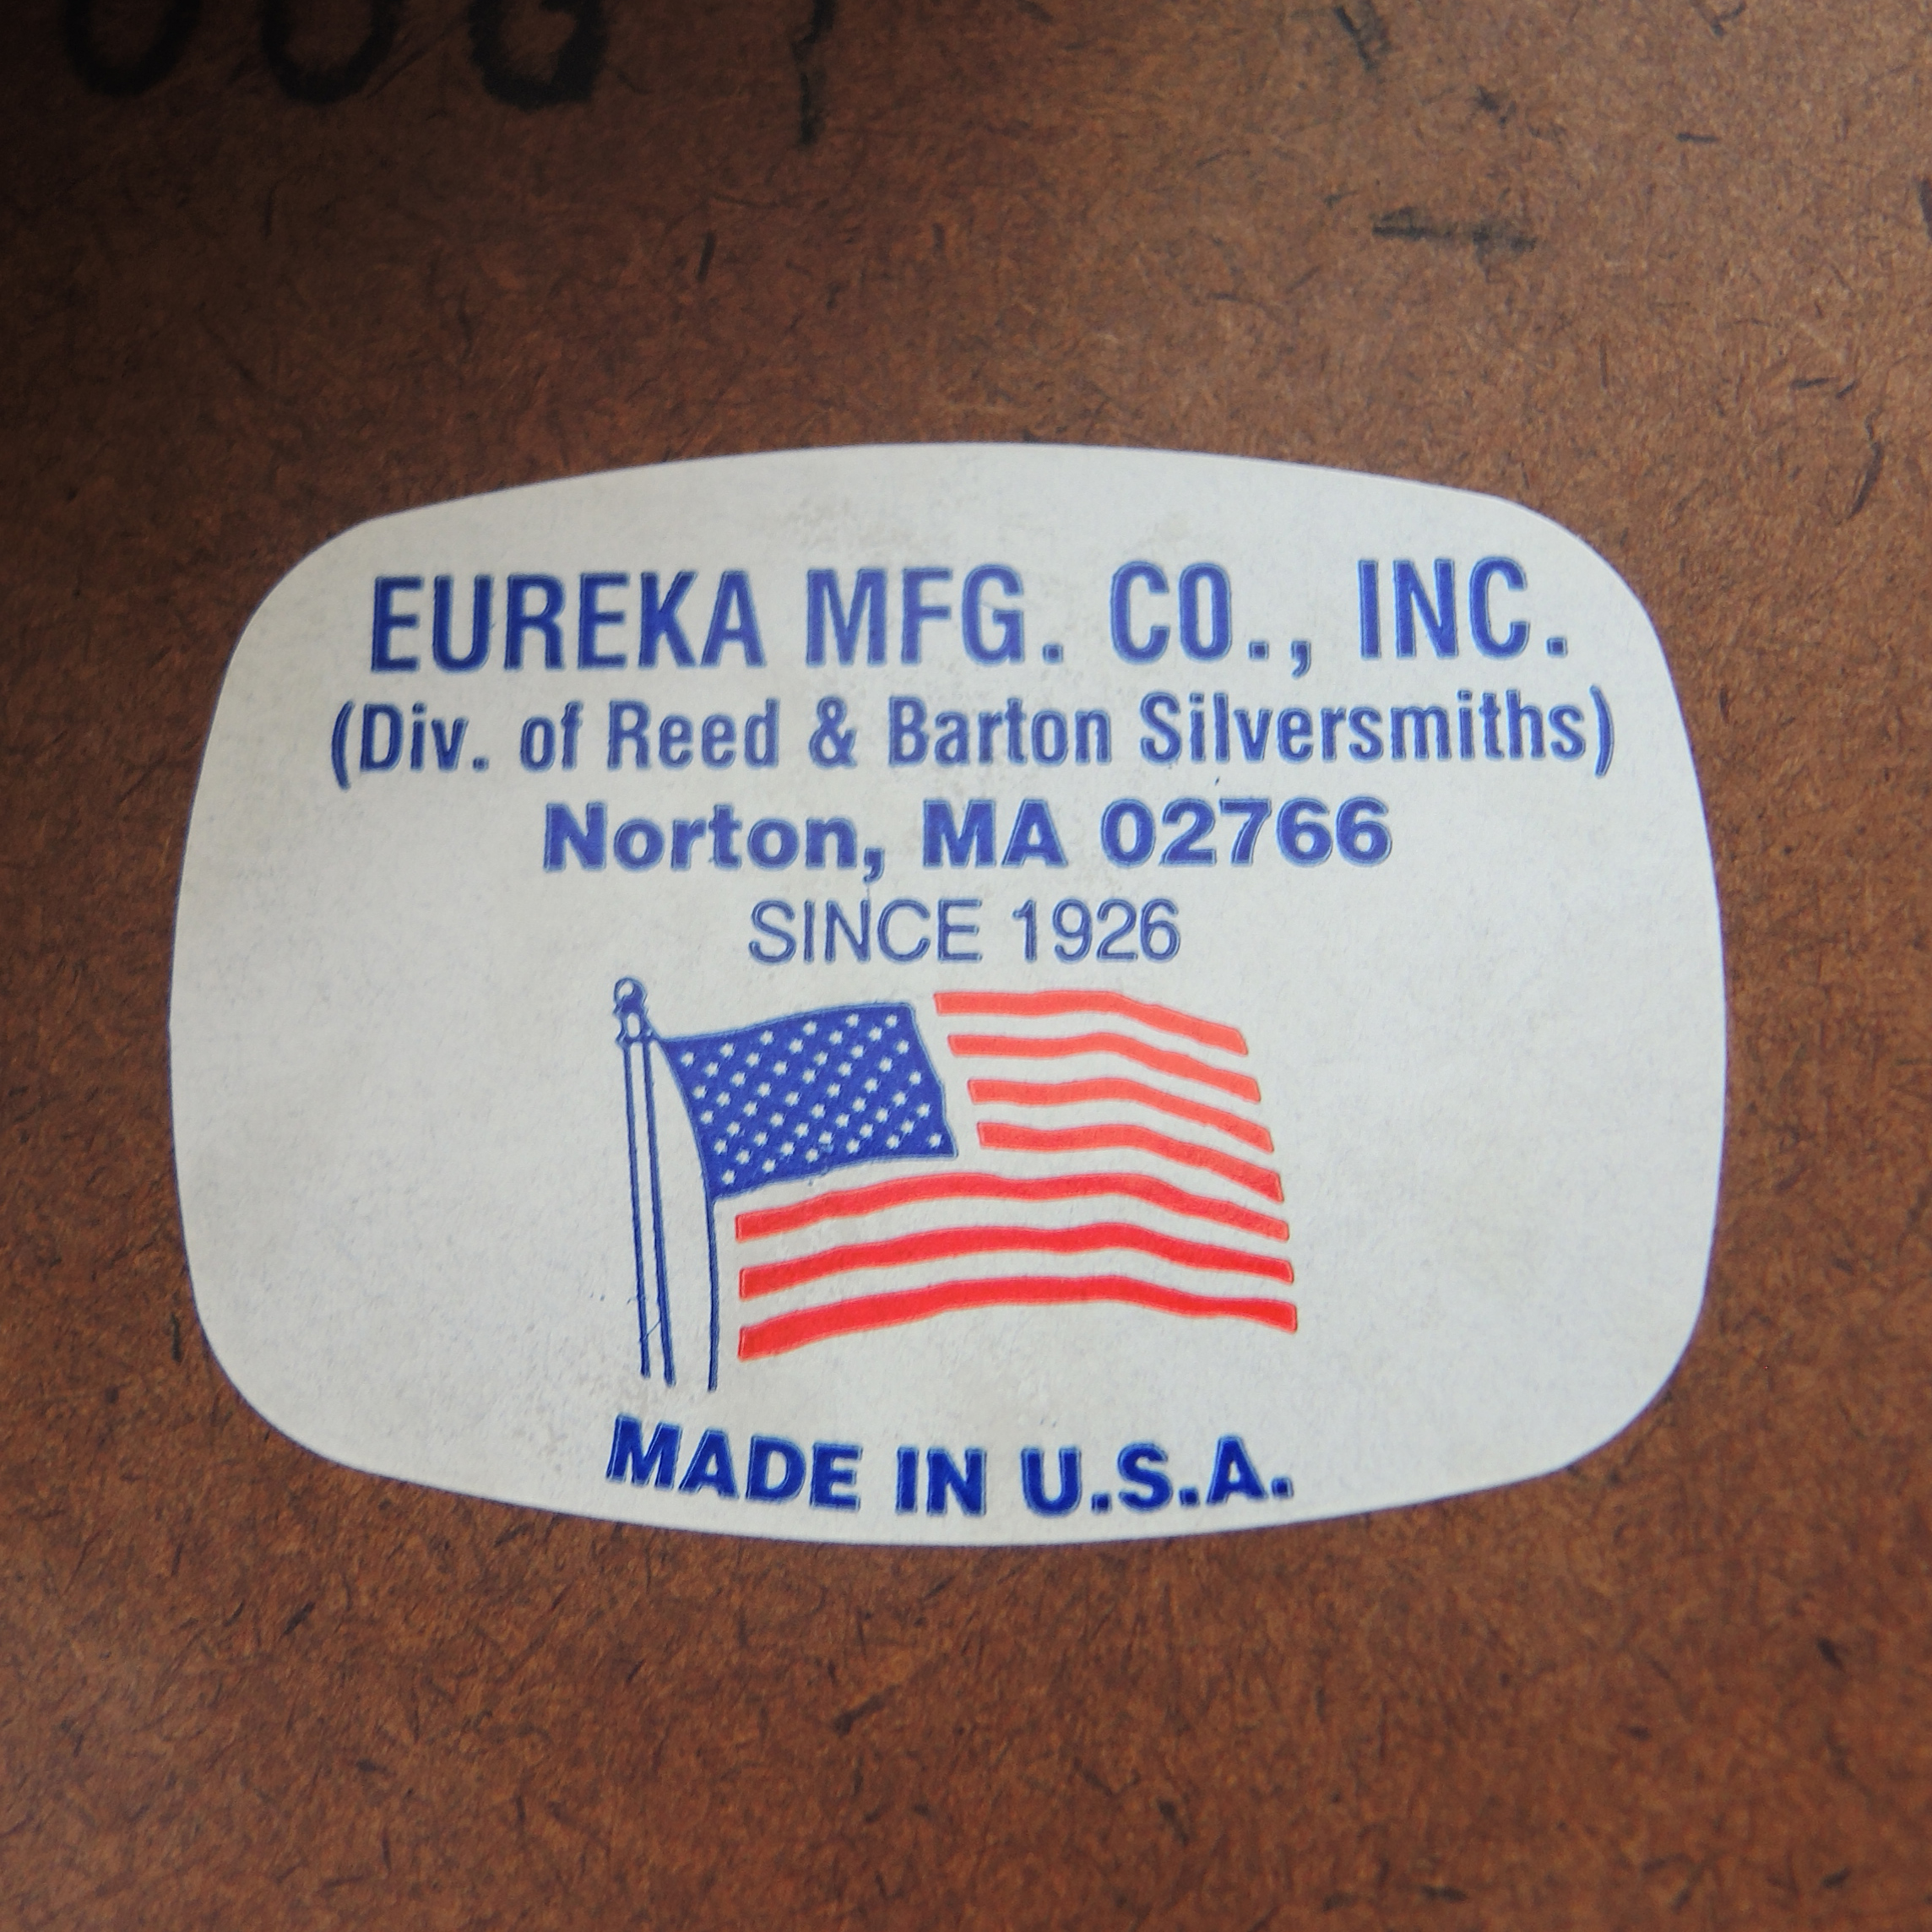 EUREKA MFG. CO., INC.
(Div. of Reed & Barton Silversmiths)
Norton, MA 02766
SINCE 1926
MADE IN U.S.A.